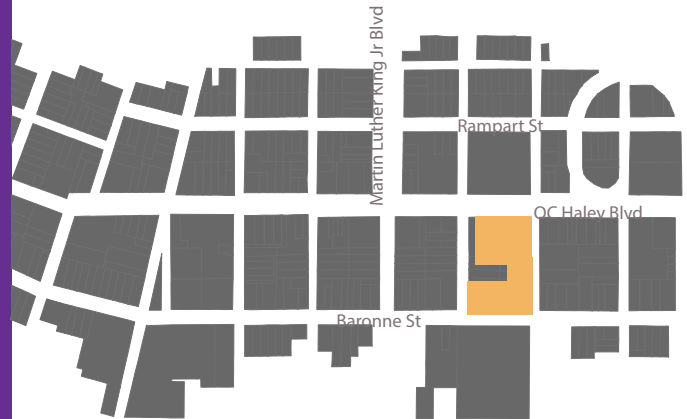 Martin Luther King Jr Blvd
Rampart St
OC Haley Blvd
Baronne St